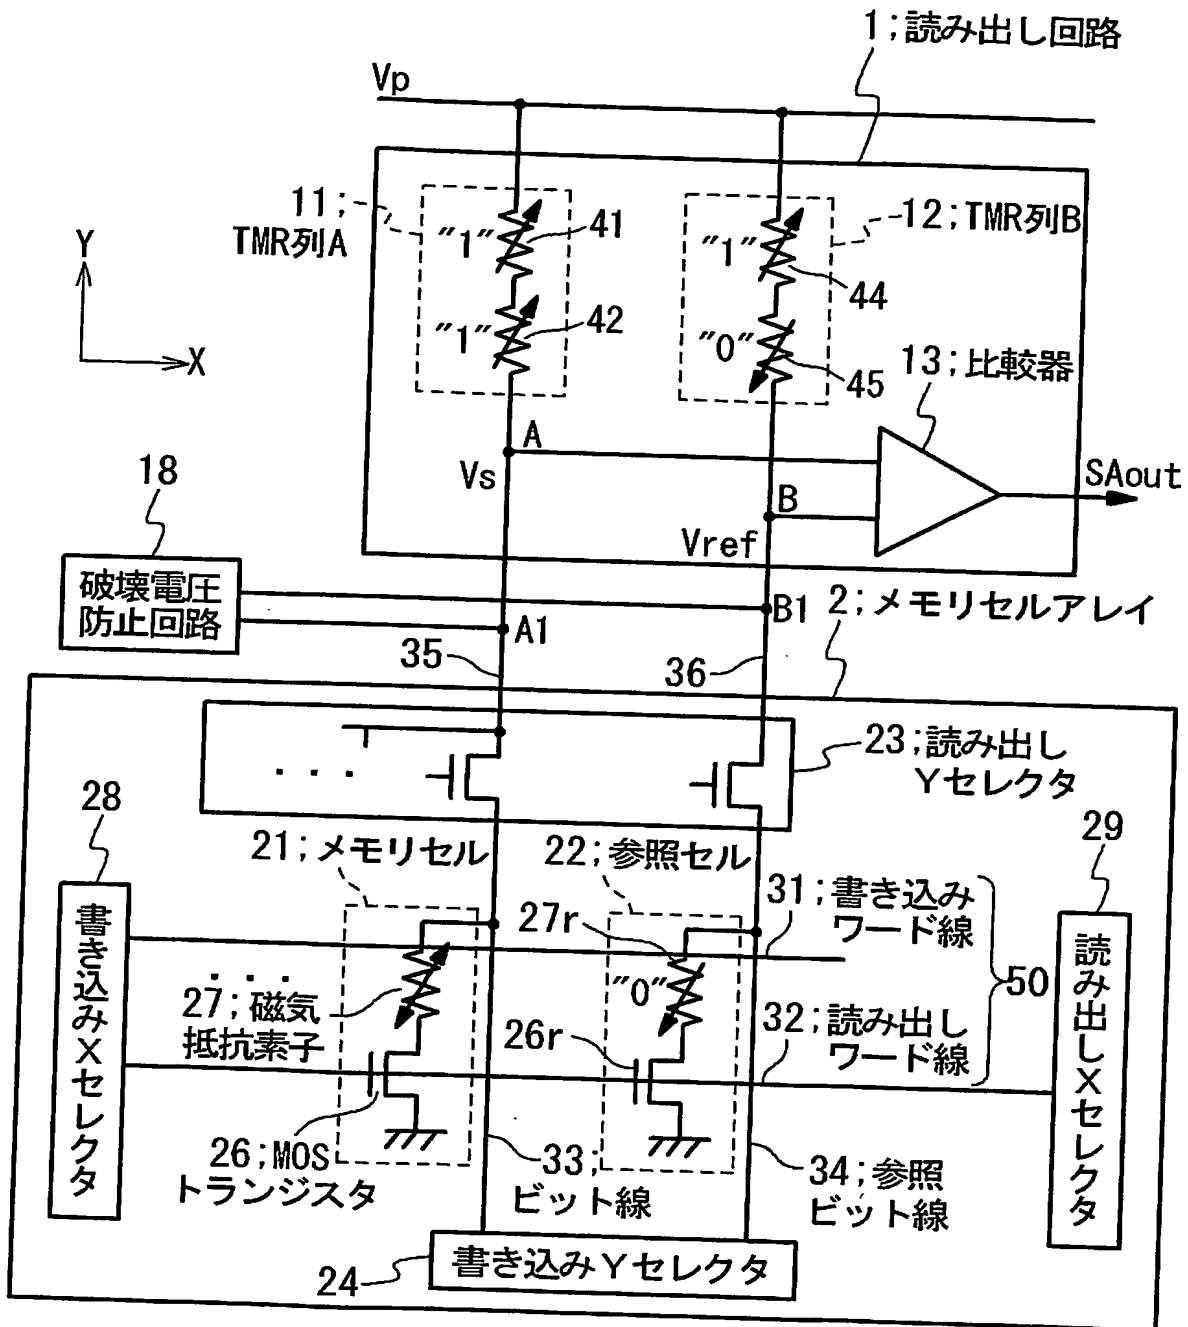 1;読み出し回路
Vp
11;
TMR列A
"1"
41
"1"
42
12;TMR列B
"1"
44
"0"
45
Y
X
13;比較器
A
Vs
SAout
B
Vref
18
破壊電圧
防止回路
A1
B1
2;メモリセルアレイ
35
36
23;読み出し
Yセレクタ
...
28
21;メモリセル
22;参照セル
29
書き込みXセレクタ
27r
31;書き込み
ワード線
読み出しXセレクタ
...
27;磁気
抵抗素子
"0"
50
26r
32;読み出し
ワード線
26;MOS
トランジスタ
33;
ビット線
34;参照
ビット線
24
書き込みYセレクタ